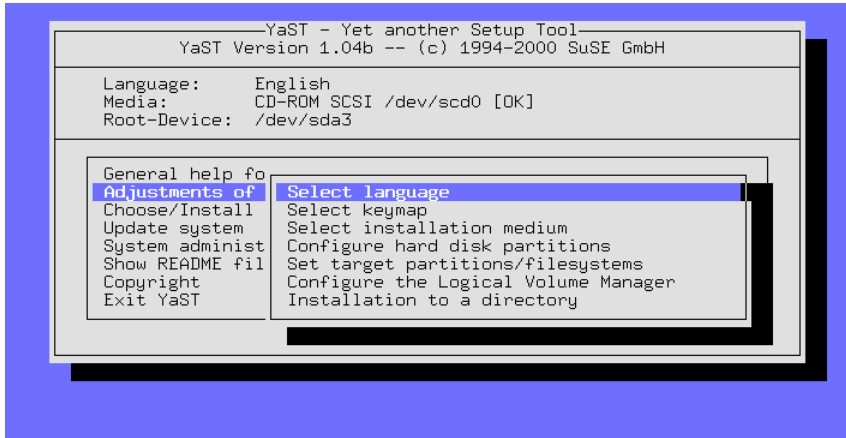 YaST - Yet another Setup Tool
YaST Version 1.04b -- (c) 1994-2000 SuSE GmbH
Language: English
Media: CD-ROM SCSI /dev/scd0 [OK]
Root-Device: /dev/sda3
General help fo
Adjustments of
Choose/Install
Update system
System administ
Show README fil
Copyright
Exit YaST
Select language
Select keymap
Select installation medium
Configure hard disk partitions
Set target partitions/filesystems
Configure the Logical Volume Manager
Installation to a directory